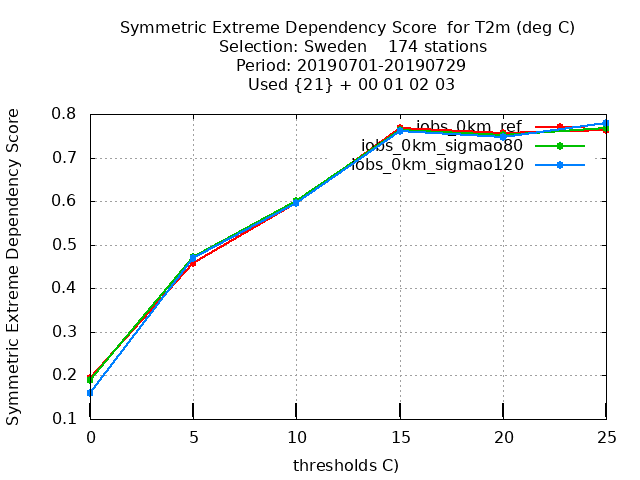 Symmetric Extreme Dependency Score for T2m (deg C)
Selection: Sweden 174 stations
Period: 20190701-20190729
Used {21} + 00 01 02 03
Symmetric Extreme Dependency Score
0.8
0.7
0.6
0.5
0.4
0.3
0.2
0.1
iobs_0km_ref
iobs_0km_sigmao80
iobs_0km_sigmao120
0 5 10 15 20 25
thresholds C)